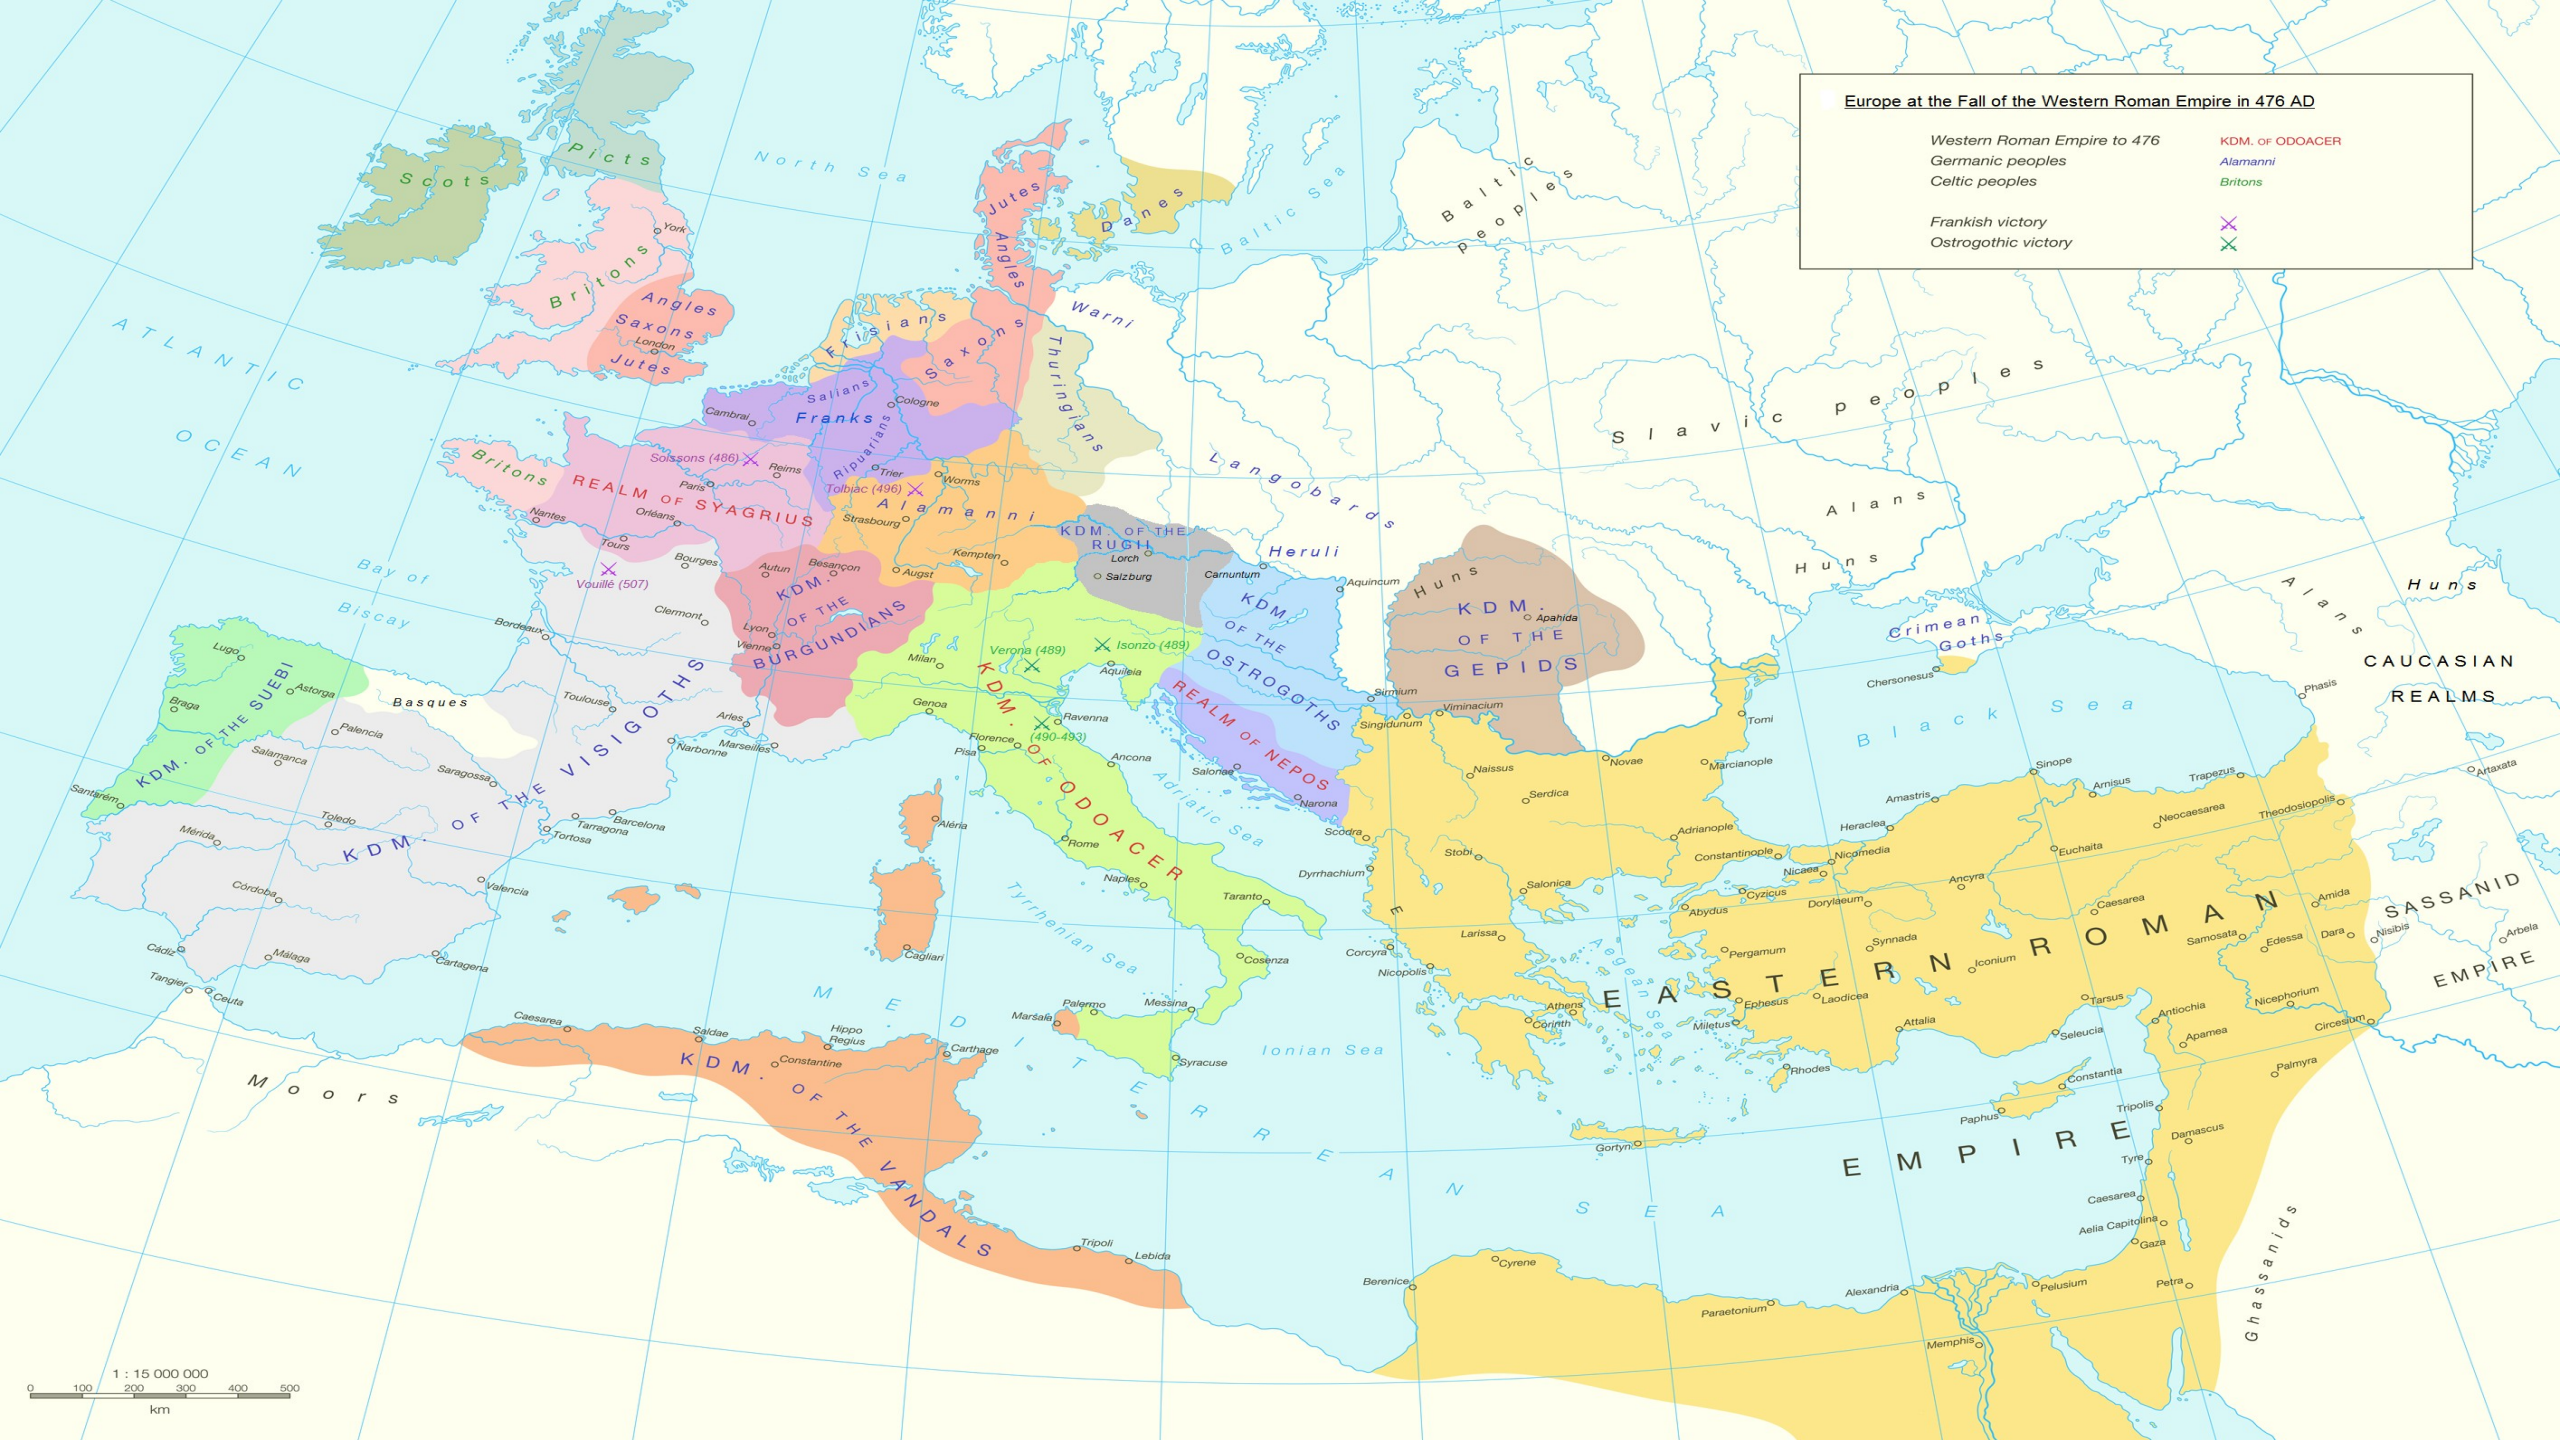 Europe at the Fall of the Western Roman Empire in 476 AD
Western Roman Empire to 476 KDM. OF ODOACER
Germanic peoples Alamanni
Celtic peoples Britons
Frankish victory
Ostrogothic victory
North Sea
Baltic Sea
ATLANTIC
OCEAN
Bay of
Biscay
Scots
Picts
Britons
York
Angles
Saxons
London
Jutes
Jutes
Angles
Danes
Baltic
peoples
Warni
Frisians
Saxons
Thuringians
Salians
Franks
Ripuarians
Cambrai
Cologne
Trier
Soissons (486)
Reims
Paris
Tolbiac (496)
Worms
Britons
REALM OF SYAGRIUS
Nantes
Orléans
Tours
Bourges
Vouillé (507)
Alamanni
Strasbourg
Kempten
Augst
KDM. OF THE
RUGII
Lorch
Salzburg
Langobards
Heruli
Carnuntum
Aquincum
Slavic peoples
Alans
Huns
Huns
KDM.
OF THE
GEPIDS
Apahida
KDM.
OF THE
OSTROGOTHS
Autun
Besançon
KDM.
OF THE
BURGUNDIANS
Lyon
Vienne
Clermont
Bordeaux
Toulouse
Arles
Marseilles
Narbonne
Milan
Genoa
Verona (489)
Isonzo (489)
Aquileia
Ravenna
(490-493)
Florence
Pisa
Ancona
KDM. OF ODOACER
REALM OF NEPOS
Salonae
Narona
Scodra
Adriatic Sea
Sirmium
Singidunum
Viminacium
Crimean
Goths
Chersonesus
Black Sea
Alans
Huns
CAUCASIAN
REALMS
Phasis
Artaxata
Lugo
Astorga
Braga
KDM. OF THE SUEBI
Santarém
Basques
Palencia
Salamanca
Saragossa
KDM. OF THE VISIGOTHS
Toledo
Mérida
Barcelona
Tarragona
Tortosa
Valencia
Córdoba
Cádiz
Málaga
Cartagena
Tangier
Ceuta
Moors
Aléria
Cagliari
Rome
Naples
Taranto
Cosenza
Tyrrhenian Sea
Palermo
Messina
Marsala
Syracuse
Ionian Sea
MEDITERRANEAN SEA
Caesarea
Saldae
Hippo
Regius
Constantine
Carthage
KDM. OF THE VANDALS
Tripoli
Lebida
Tomi
Novae
Marcianople
Naissus
Serdica
Adrianople
Constantinople
Stobi
Dyrrhachium
Salonica
E
Larissa
Corcyra
Nicopolis
Athens
Corinth
Aegean Sea
Gortyn
Sinope
Amisus
Trapezus
Amastris
Heraclea
Neocaesarea
Theodosiopolis
Nicomedia
Nicaea
Euchaita
Cyzicus
Abydus
Dorylaeum
Ancyra
Caesarea
Amida
Pergamum
Synnada
Iconium
Samosata
Edessa
Dara
Nisibis
Arbela
SASSANID
EMPIRE
EASTERN ROMAN
EMPIRE
Ephesus
Laodicea
Miletus
Attalia
Tarsus
Seleucia
Antiochia
Apamea
Nicephorium
Circesium
Palmyra
Rhodes
Constantia
Paphus
Tripolis
Damascus
Tyre
Caesarea
Aelia Capitolina
Gaza
Petra
Ghassanids
Berenice
Cyrene
Paraetonium
Alexandria
Pelusium
Memphis
1 : 15 000 000
0 100 200 300 400 500
km